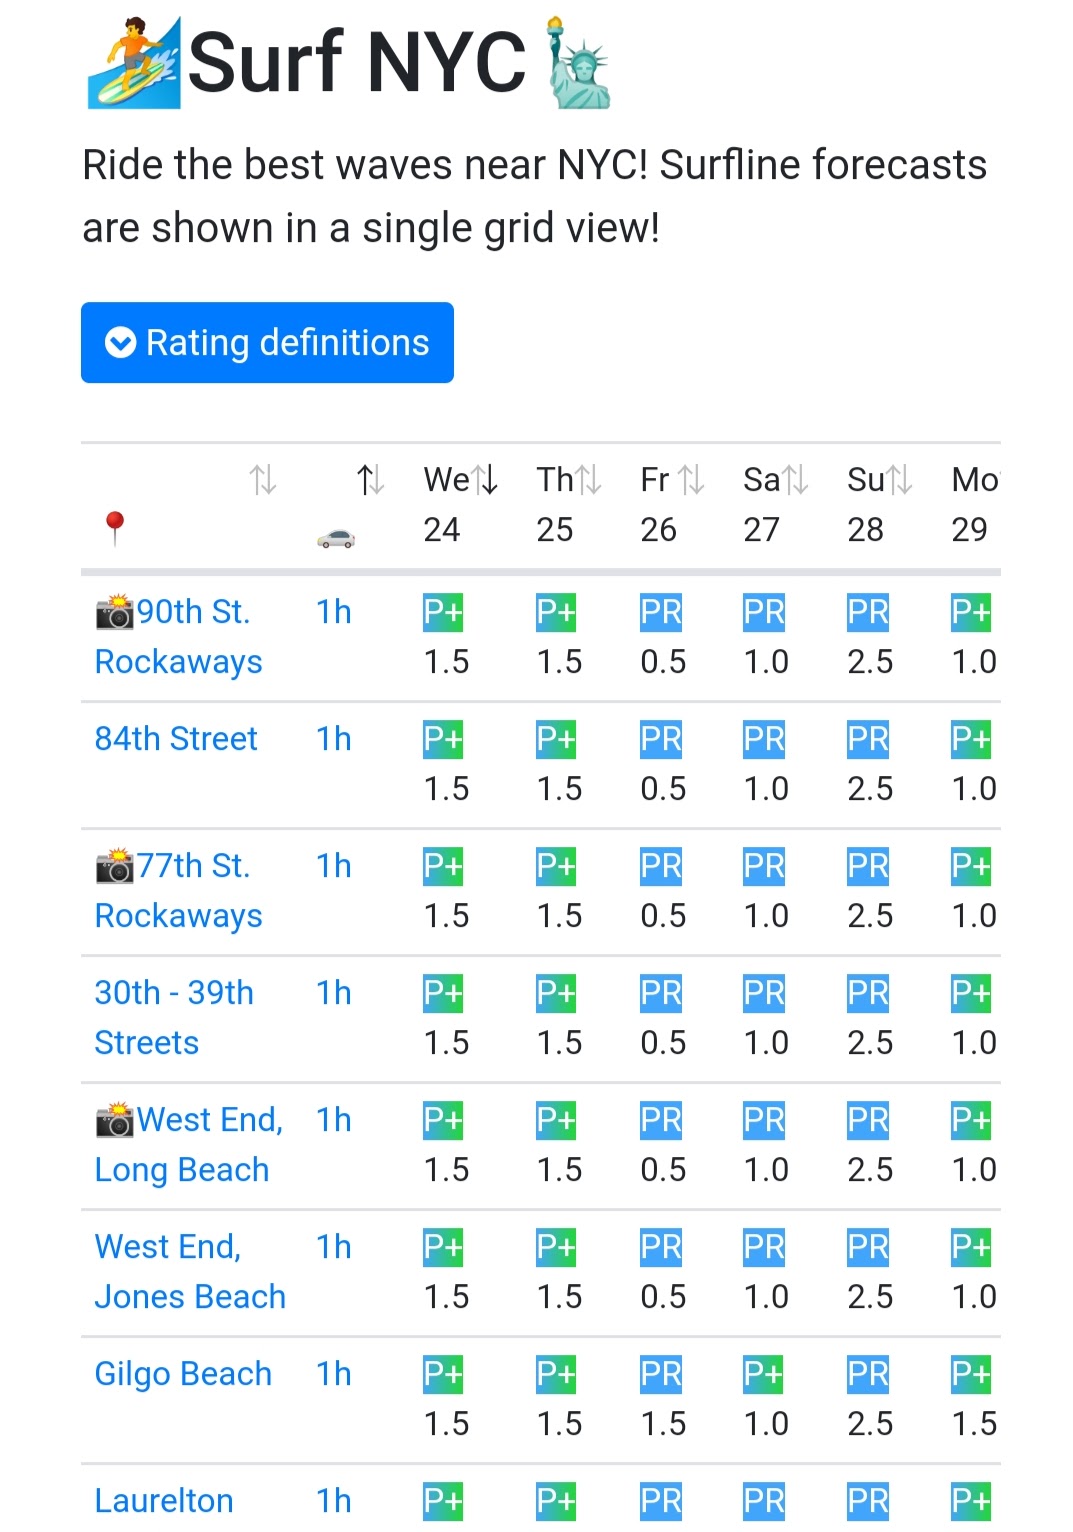 Surf NYC
Ride the best waves near NYC! Surfline forecasts
are shown in a single grid view!
Rating definitions
We Th Fr Sa Su Mo
24 25 26 27 28 29
90th St. 1h P+ P+ PR PR PR P+
Rockaways 1.5 1.5 0.5 1.0 2.5 1.0
84th Street 1h P+ P+ PR PR PR P+
1.5 1.5 0.5 1.0 2.5 1.0
77th St. 1h P+ P+ PR PR PR P+
Rockaways 1.5 1.5 0.5 1.0 2.5 1.0
30th - 39th 1h P+ P+ PR PR PR P+
Streets 1.5 1.5 0.5 1.0 2.5 1.0
West End, 1h P+ P+ PR PR PR P+
Long Beach 1.5 1.5 0.5 1.0 2.5 1.0
West End, 1h P+ P+ PR PR PR P+
Jones Beach 1.5 1.5 0.5 1.0 2.5 1.0
Gilgo Beach 1h P+ P+ PR P+ PR P+
1.5 1.5 1.5 1.0 2.5 1.5
Laurelton 1h P+ P+ PR PR PR P+